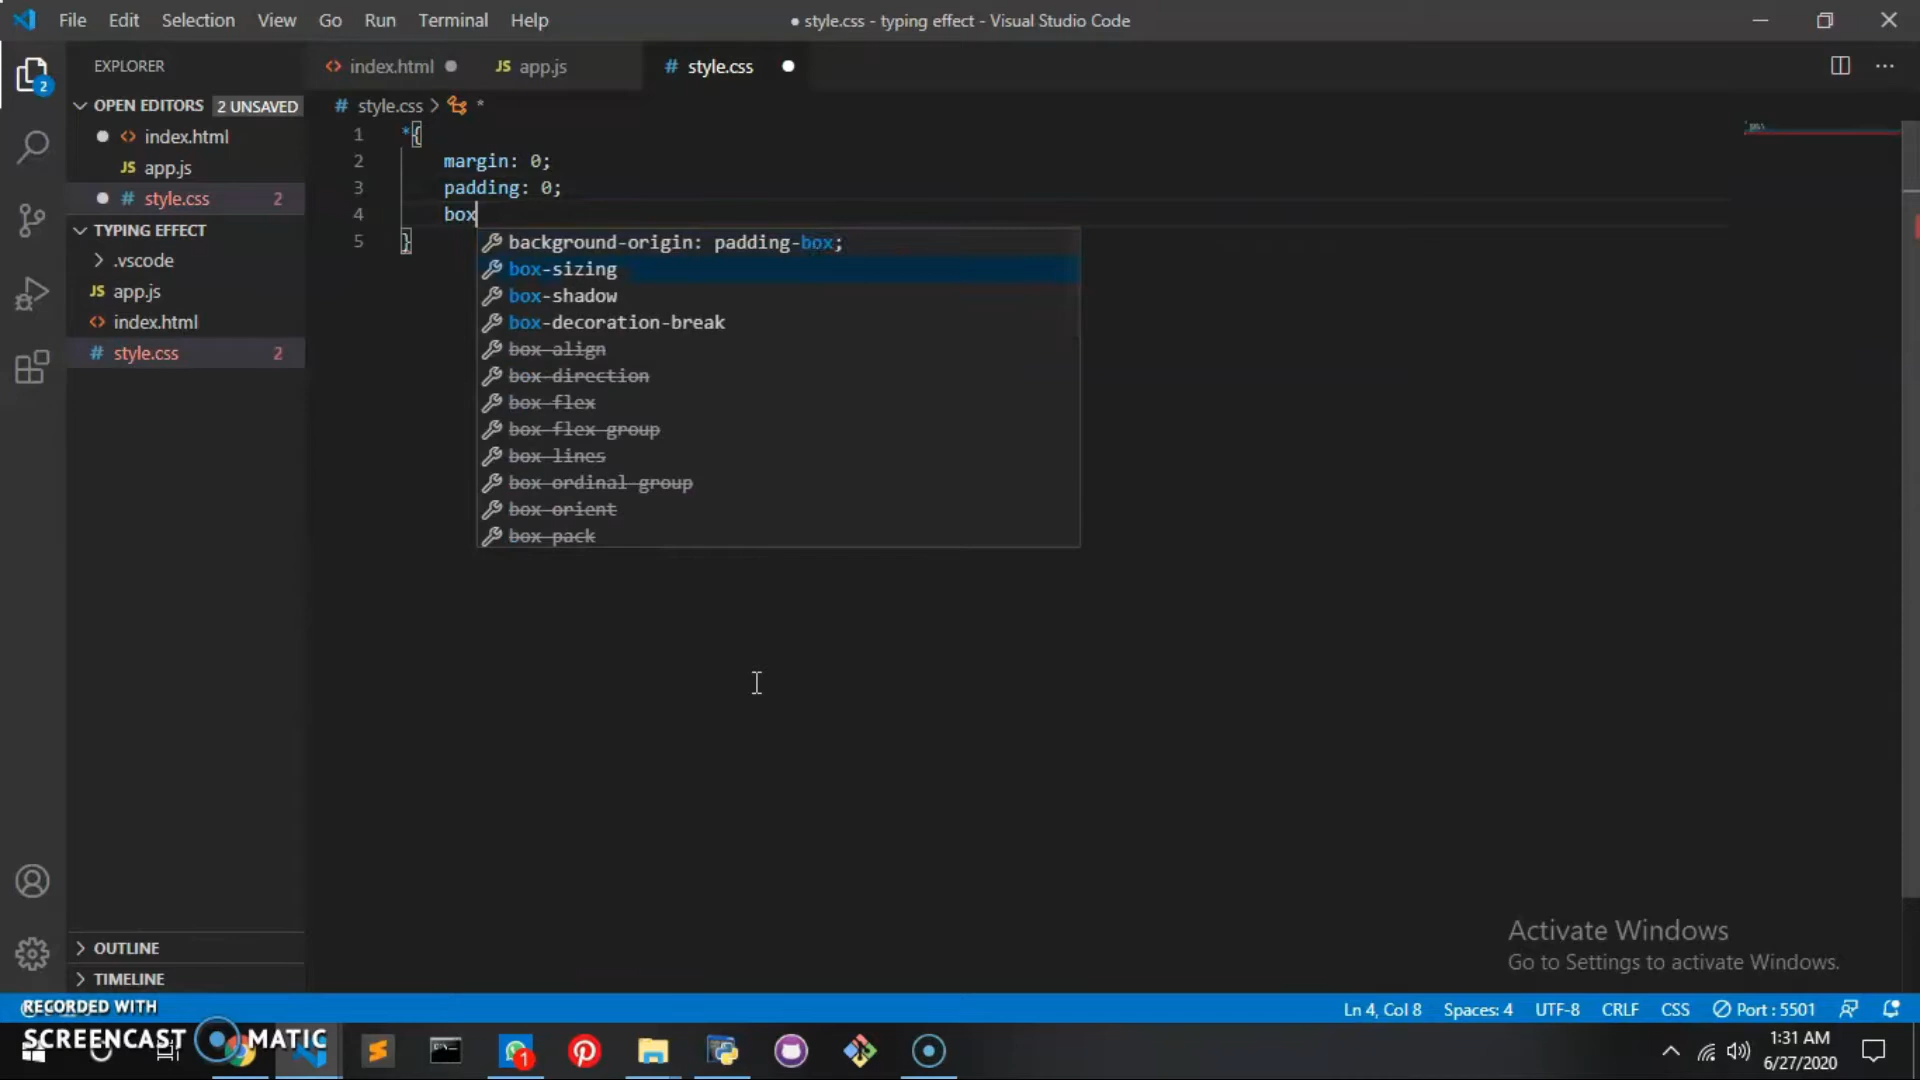 File Edit Selection View Go Run Terminal Help
● style.css - typing effect - Visual Studio Code
EXPLORER
2
OPEN EDITORS 2 UNSAVED
index.html
JS app.js
# style.css 2
TYPING EFFECT
.vscode
JS app.js
index.html
# style.css 2
OUTLINE
TIMELINE
<> index.html ●
JS app.js
# style.css ●
# style.css > *
1 *{
2 margin: 0;
3 padding: 0;
4 box
5 }
background-origin: padding-box;
box-sizing
box-shadow
box-decoration-break
box-align
box-direction
box-flex
box-flex-group
box-lines
box-ordinal-group
box-orient
box-pack
Activate Windows
Go to Settings to activate Windows.
Ln 4, Col 8 Spaces: 4 UTF-8 CRLF CSS Port : 5501
RECORDED WITH
SCREENCAST MATIC
1
1:31 AM
6/27/2020